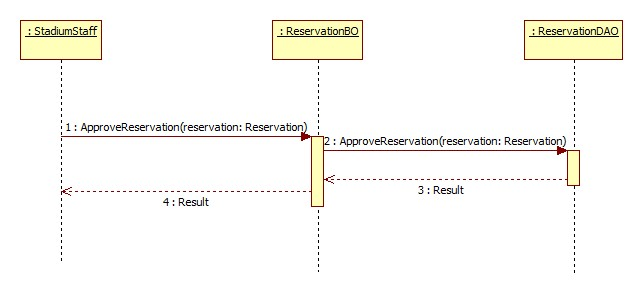 : StadiumStaff
: ReservationBO
: ReservationDAO
1 : ApproveReservation(reservation: Reservation)
2 : ApproveReservation(reservation: Reservation)
3 : Result
4 : Result